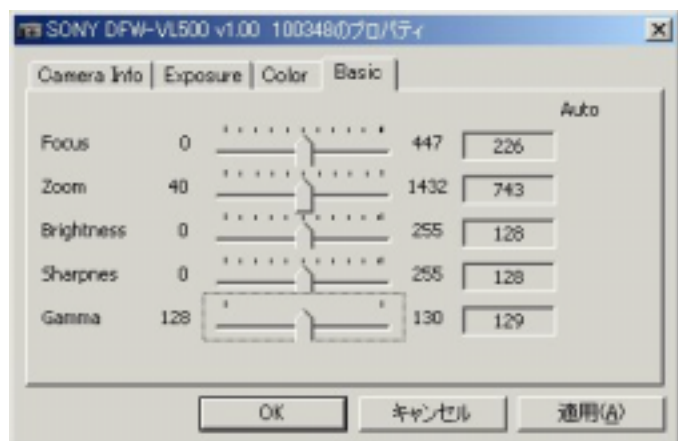 SONY DFW-VL500 v1.00 100348のプロパティ
Camera Info Exposure Color Basic
Auto
Focus 0 447 226
Zoom 40 1432 743
Brightness 0 255 128
Sharpnes 0 255 128
Gamma 128 130 129
OK キャンセル 適用(A)